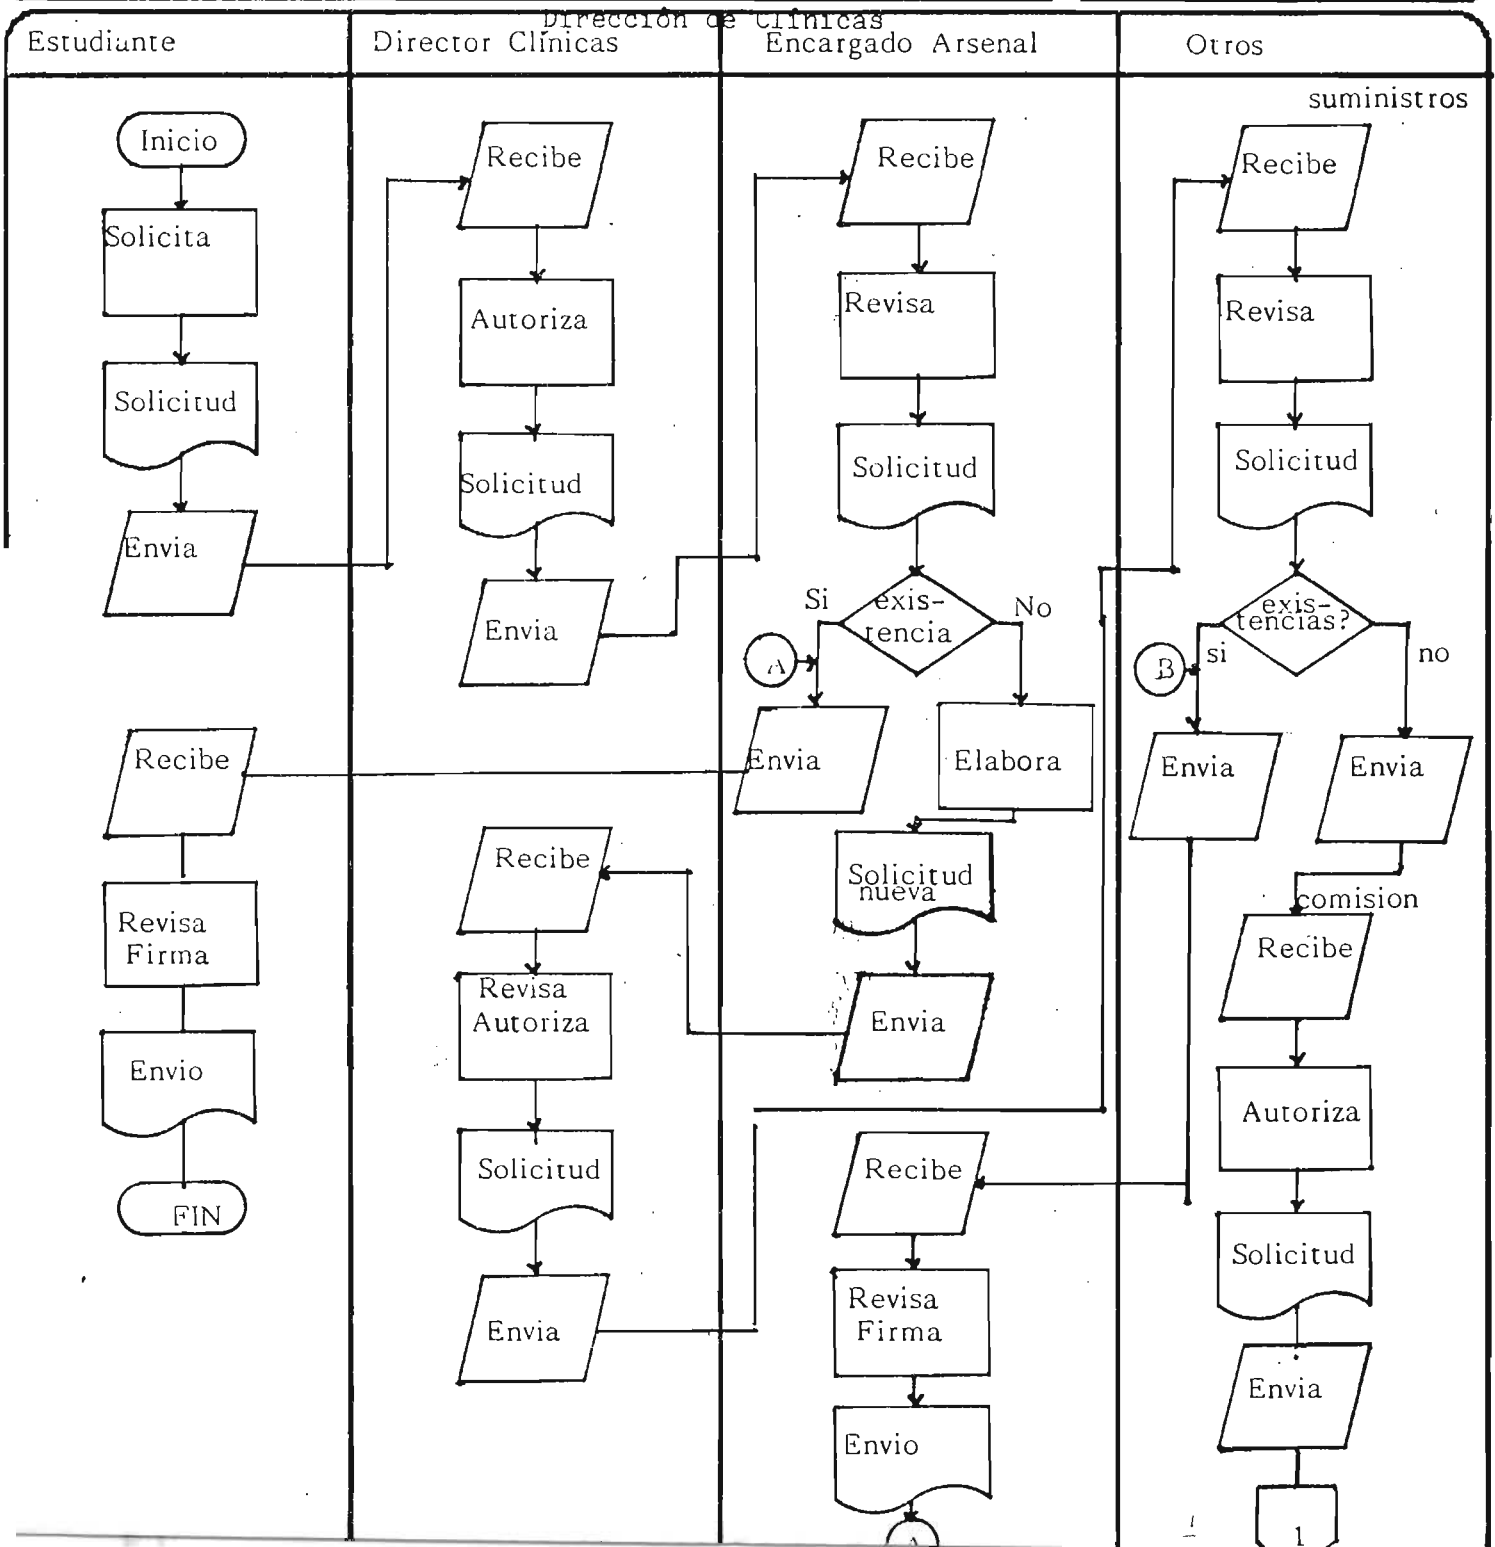 Dirección de Clínicas
Estudiante
Director Clínicas
Encargado Arsenal
Otros
Inicio
Solicita
Solicitud
Envia
Recibe
Revisa
Firma
Envio
FIN
Recibe
Autoriza
Solicitud
Envia
Recibe
Revisa
Autoriza
Solicitud
Envia
Recibe
Revisa
Solicitud
exis-
tencia
Si
No
A
Envia
Elabora
Solicitud
nueva
Envia
Recibe
Revisa
Firma
Envio
A
suministros
Recibe
Revisa
Solicitud
exis-
tencias?
si
no
B
Envia
Envia
comision
Recibe
Autoriza
Solicitud
Envia
1